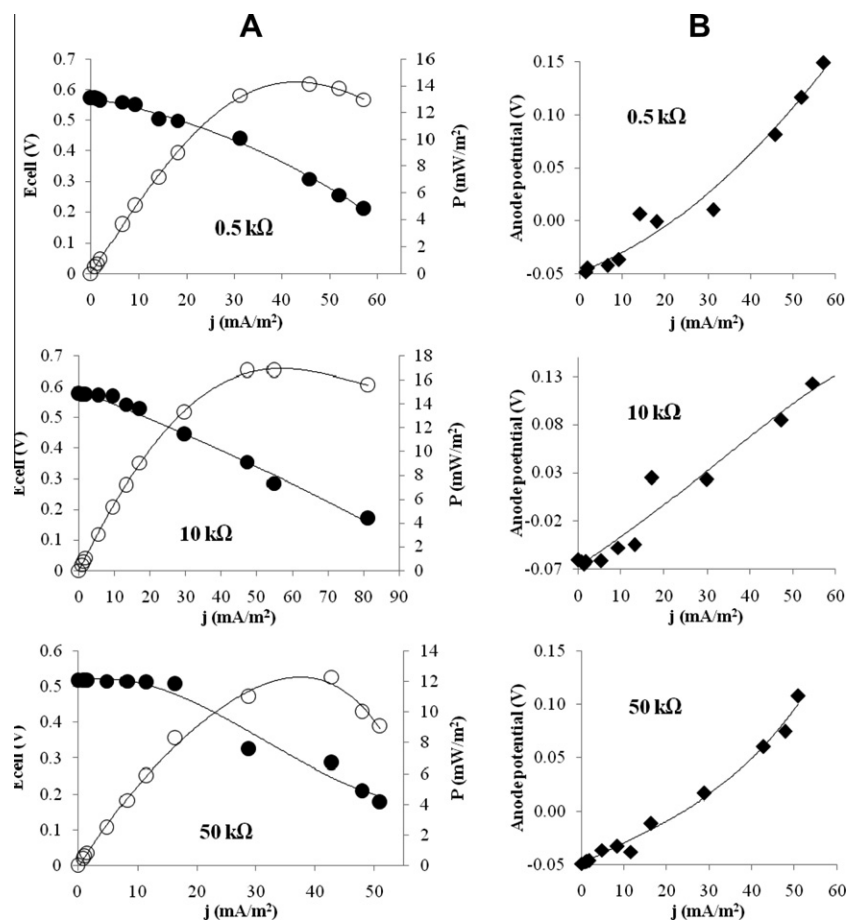 A
B
Ecell (V)
0.7
0.6
0.5
0.4
0.3
0.2
0.1
0
16
14
12
10
8
6
4
2
0
P (mW/m²)
0.5 kΩ
0 10 20 30 40 50 60 70
j (mA/m²)
Anode poetntial (V)
0.15
0.10
0.05
0.00
-0.05
0.5 kΩ
0 10 20 30 40 50 60
j (mA/m²)
Ecell (V)
0.7
0.6
0.5
0.4
0.3
0.2
0.1
0
18
16
14
12
10
8
6
4
2
0
P (mW/m²)
10 kΩ
0 10 20 30 40 50 60 70 80 90
j (mA/m²)
Anode poetntial (V)
0.13
0.08
0.03
-0.02
-0.07
10 kΩ
0 10 20 30 40 50 60
j (mA/m²)
Ecell (V)
0.6
0.5
0.4
0.3
0.2
0.1
0
14
12
10
8
6
4
2
0
P (mW/m²)
50 kΩ
0 10 20 30 40 50
j (mA/m²)
Anode potential (V)
0.15
0.10
0.05
0.00
-0.05
50 kΩ
0 10 20 30 40 50 60
j (mA/m²)